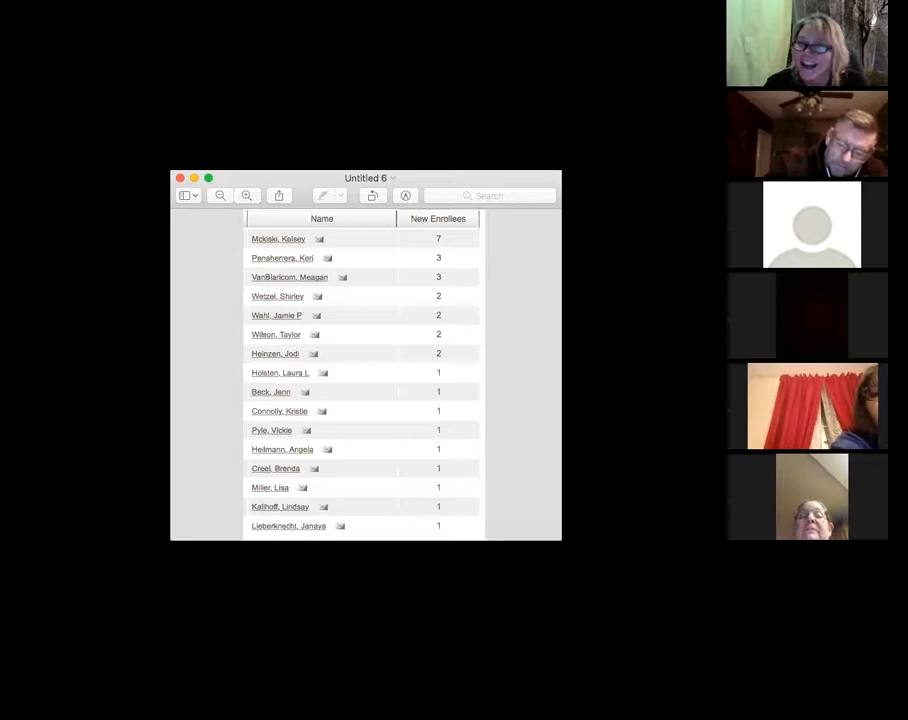 Untitled 6
Search
Name New Enrollees
Mckiski, Kelsey 7
Penaherrera, Keri 3
VanBlaricom, Meagan 3
Wetzel, Shirley 2
Wahl, Jamie P 2
Wilson, Taylor 2
Heinzen, Jodi 2
Hoisten, Laura L 1
Beck, Jenn 1
Connolly, Kristie 1
Pyle, Vickie 1
Heilmann, Angela 1
Creel, Brenda 1
Miller, Lisa 1
Kallhoff, Lindsay 1
Lieberknecht, Janaya 1